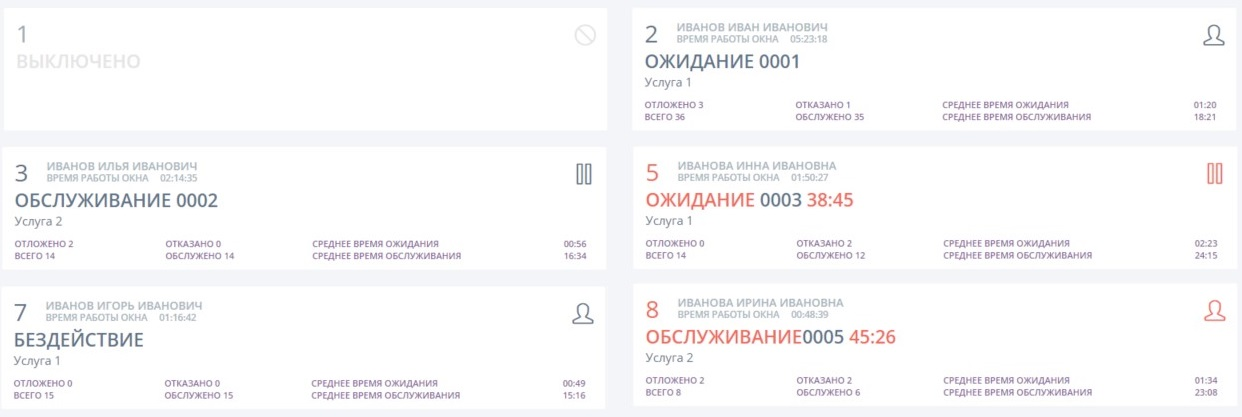 1
ВЫКЛЮЧЕНО
2 ИВАНОВ ИВАН ИВАНОВИЧ
ВРЕМЯ РАБОТЫ ОКНА 05:23:18
ОЖИДАНИЕ 0001
Услуга 1
ОТЛОЖЕНО 3 ОТКАЗАНО 1 СРЕДНЕЕ ВРЕМЯ ОЖИДАНИЯ 01:20
ВСЕГО 36 ОБСЛУЖЕНО 35 СРЕДНЕЕ ВРЕМЯ ОБСЛУЖИВАНИЯ 18:21
3 ИВАНОВ ИЛЬЯ ИВАНОВИЧ
ВРЕМЯ РАБОТЫ ОКНА 02:14:35
ОБСЛУЖИВАНИЕ 0002
Услуга 2
ОТЛОЖЕНО 2 ОТКАЗАНО 0 СРЕДНЕЕ ВРЕМЯ ОЖИДАНИЯ 00:56
ВСЕГО 14 ОБСЛУЖЕНО 14 СРЕДНЕЕ ВРЕМЯ ОБСЛУЖИВАНИЯ 16:34
5 ИВАНОВА ИННА ИВАНОВНА
ВРЕМЯ РАБОТЫ ОКНА 01:50:27
ОЖИДАНИЕ 0003 38:45
Услуга 1
ОТЛОЖЕНО 0 ОТКАЗАНО 2 СРЕДНЕЕ ВРЕМЯ ОЖИДАНИЯ 02:23
ВСЕГО 14 ОБСЛУЖЕНО 12 СРЕДНЕЕ ВРЕМЯ ОБСЛУЖИВАНИЯ 24:15
7 ИВАНОВ ИГОРЬ ИВАНОВИЧ
ВРЕМЯ РАБОТЫ ОКНА 01:16:42
БЕЗДЕЙСТВИЕ
Услуга 1
ОТЛОЖЕНО 0 ОТКАЗАНО 0 СРЕДНЕЕ ВРЕМЯ ОЖИДАНИЯ 00:49
ВСЕГО 15 ОБСЛУЖЕНО 15 СРЕДНЕЕ ВРЕМЯ ОБСЛУЖИВАНИЯ 15:16
8 ИВАНОВА ИРИНА ИВАНОВНА
ВРЕМЯ РАБОТЫ ОКНА 00:48:39
ОБСЛУЖИВАНИЕ0005 45:26
Услуга 2
ОТЛОЖЕНО 2 ОТКАЗАНО 2 СРЕДНЕЕ ВРЕМЯ ОЖИДАНИЯ 01:34
ВСЕГО 8 ОБСЛУЖЕНО 6 СРЕДНЕЕ ВРЕМЯ ОБСЛУЖИВАНИЯ 23:08